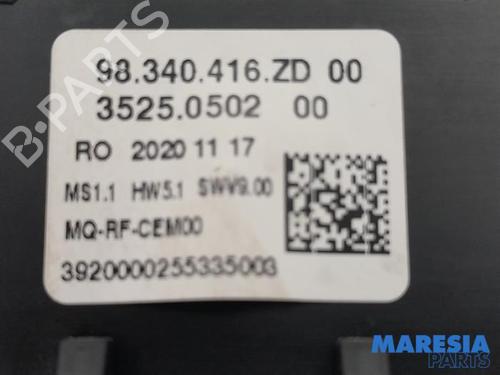 98.340.416.ZD 00
3525.0502 00
RO 2020 11 17
MS1.1 HW5.1 SWV9.00
MQ-RF-CEM00
3920000255335003
MARESIA
PARTS